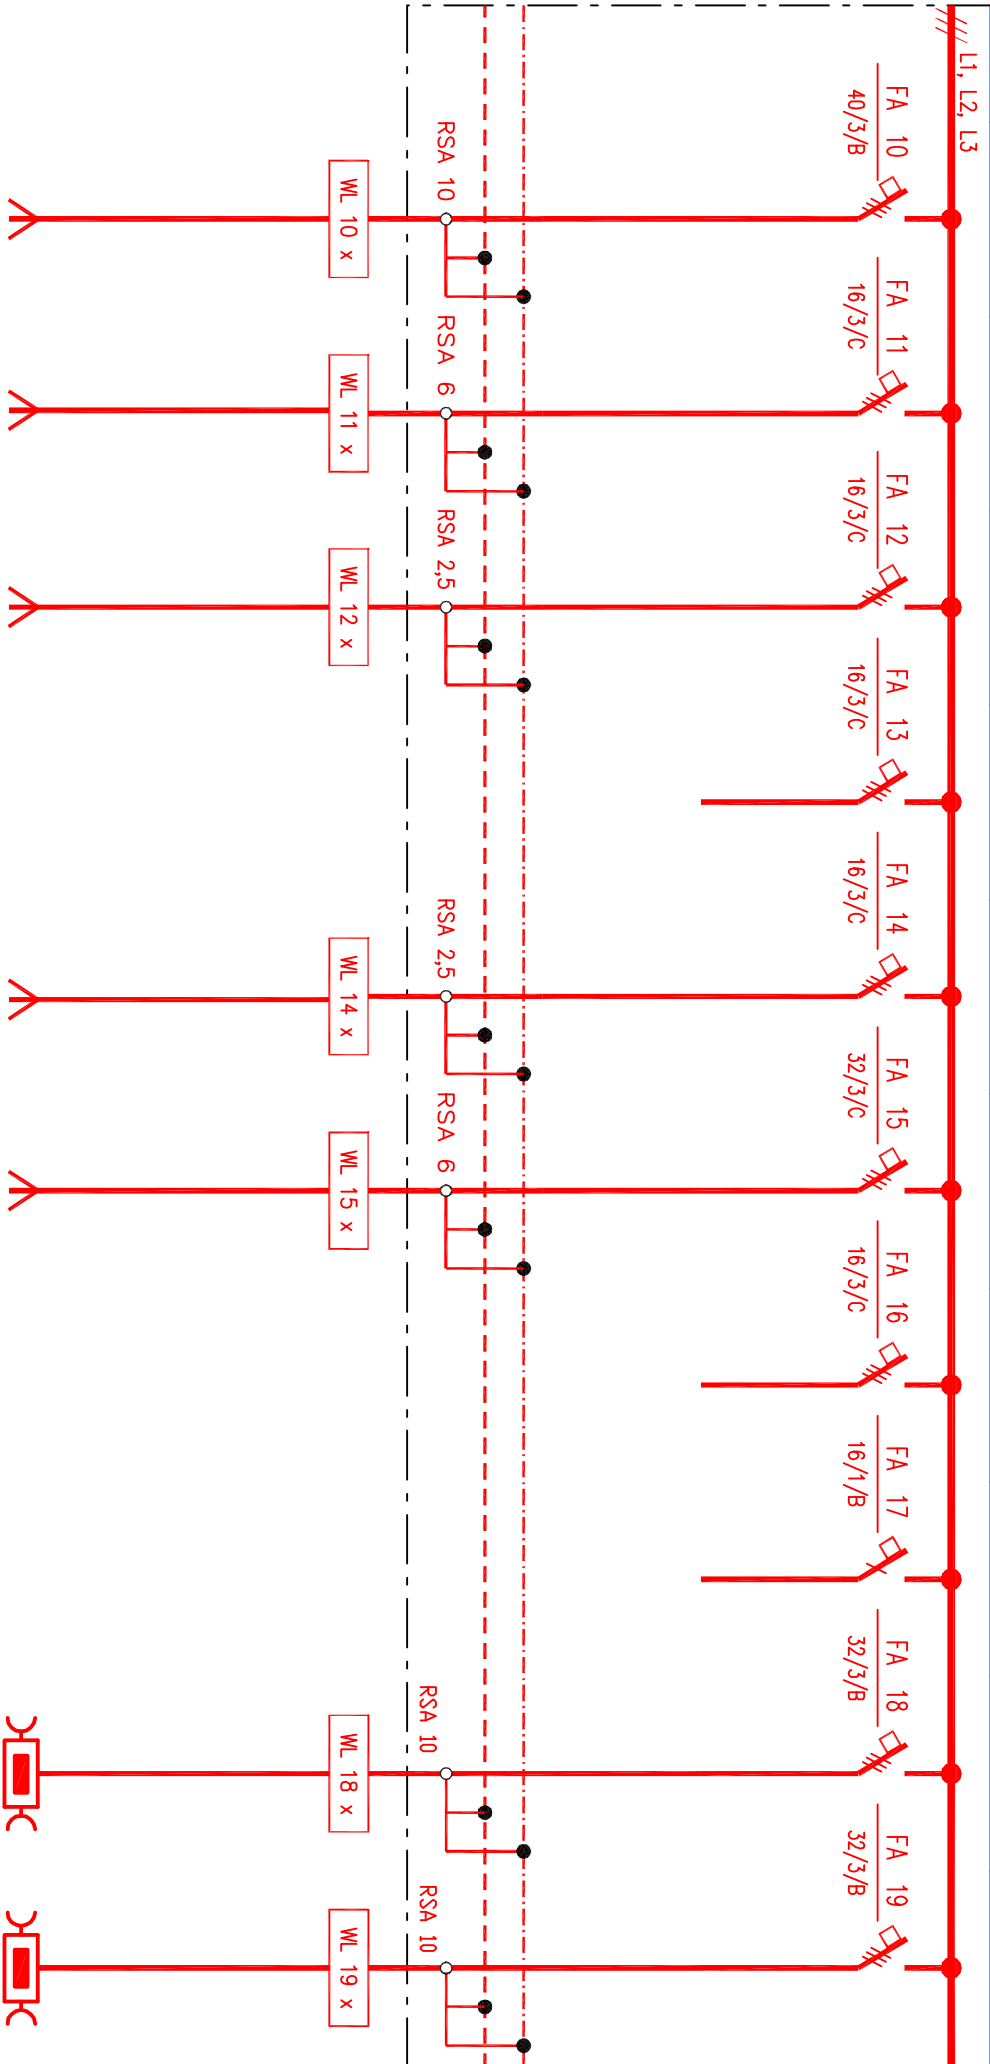 L1, L2, L3
FA 10
40/3/B
FA 11
16/3/C
FA 12
16/3/C
FA 13
16/3/C
FA 14
16/3/C
FA 15
32/3/C
FA 16
16/3/C
FA 17
16/1/B
FA 18
32/3/B
FA 19
32/3/B
RSA 10
RSA 6
RSA 2,5
RSA 2,5
RSA 6
RSA 10
RSA 10
WL 10 x
WL 11 x
WL 12 x
WL 14 x
WL 15 x
WL 18 x
WL 19 x